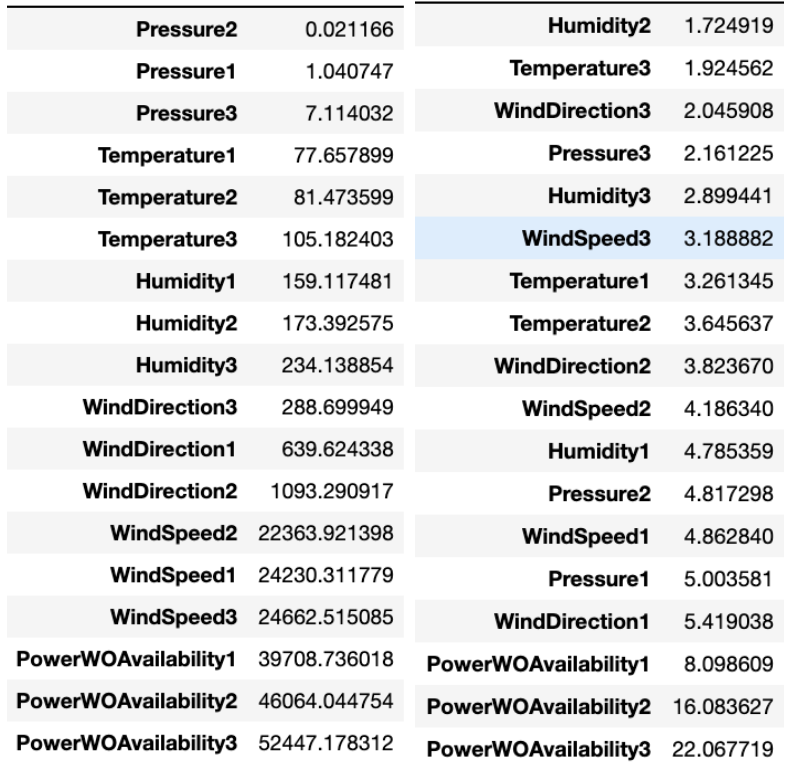 Pressure2 0.021166
Pressure1 1.040747
Pressure3 7.114032
Temperature1 77.657899
Temperature2 81.473599
Temperature3 105.182403
Humidity1 159.117481
Humidity2 173.392575
Humidity3 234.138854
WindDirection3 288.699949
WindDirection1 639.624338
WindDirection2 1093.290917
WindSpeed2 22363.921398
WindSpeed1 24230.311779
WindSpeed3 24662.515085
PowerWOAvailability1 39708.736018
PowerWOAvailability2 46064.044754
PowerWOAvailability3 52447.178312
Humidity2 1.724919
Temperature3 1.924562
WindDirection3 2.045908
Pressure3 2.161225
Humidity3 2.899441
WindSpeed3 3.188882
Temperature1 3.261345
Temperature2 3.645637
WindDirection2 3.823670
WindSpeed2 4.186340
Humidity1 4.785359
Pressure2 4.817298
WindSpeed1 4.862840
Pressure1 5.003581
WindDirection1 5.419038
PowerWOAvailability1 8.098609
PowerWOAvailability2 16.083627
PowerWOAvailability3 22.067719